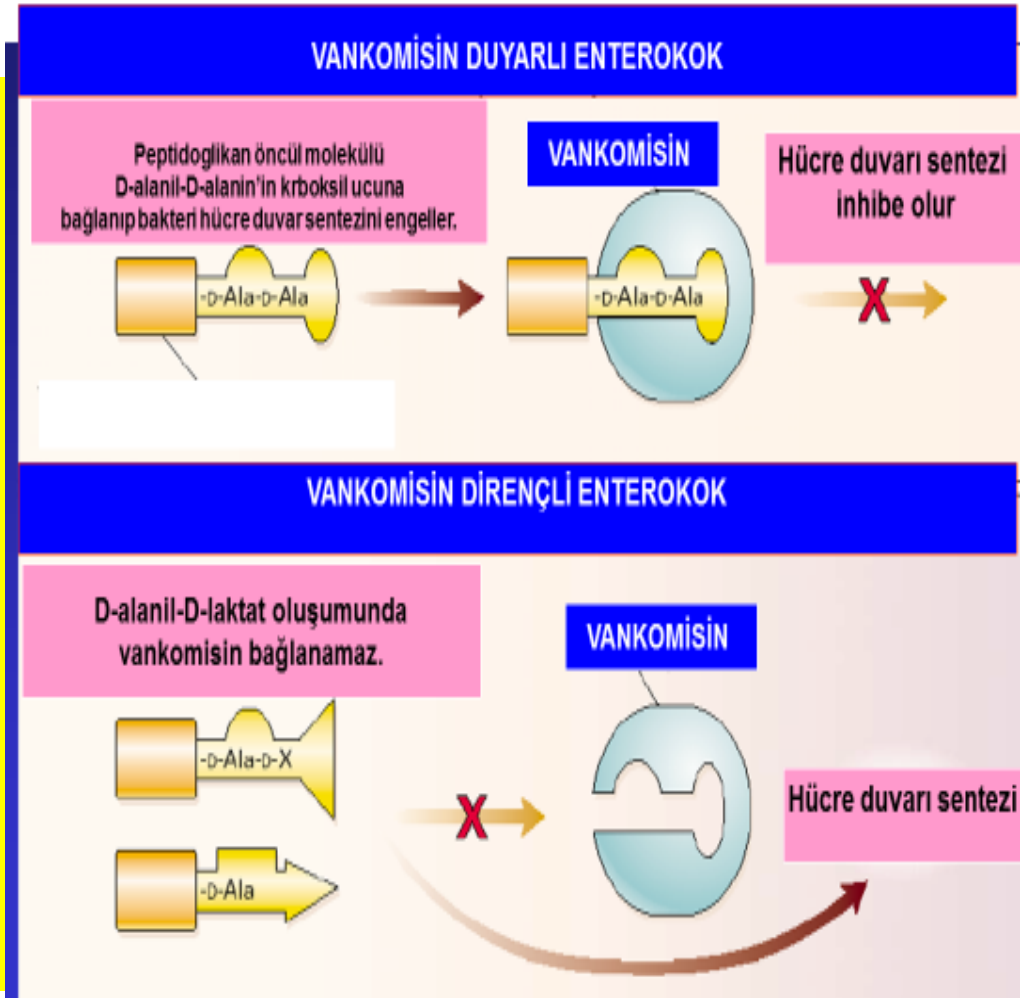 VANKOMİSİN DUYARLI ENTEROKOK
Peptidoglikan öncül molekülü
D-alanil-D-alanin'in krboksil ucuna
bağlanıp bakteri hücre duvar sentezini engeller.
VANKOMİSİN
Hücre duvarı sentezi
inhibe olur
-D-Ala-D-Ala
-D-Ala-D-Ala
X
VANKOMİSİN DİRENÇLİ ENTEROKOK
D-alanil-D-laktat oluşumunda
vankomisin bağlanamaz.
VANKOMİSİN
-D-Ala-D-X
X
Hücre duvarı sentezi
-D-Ala